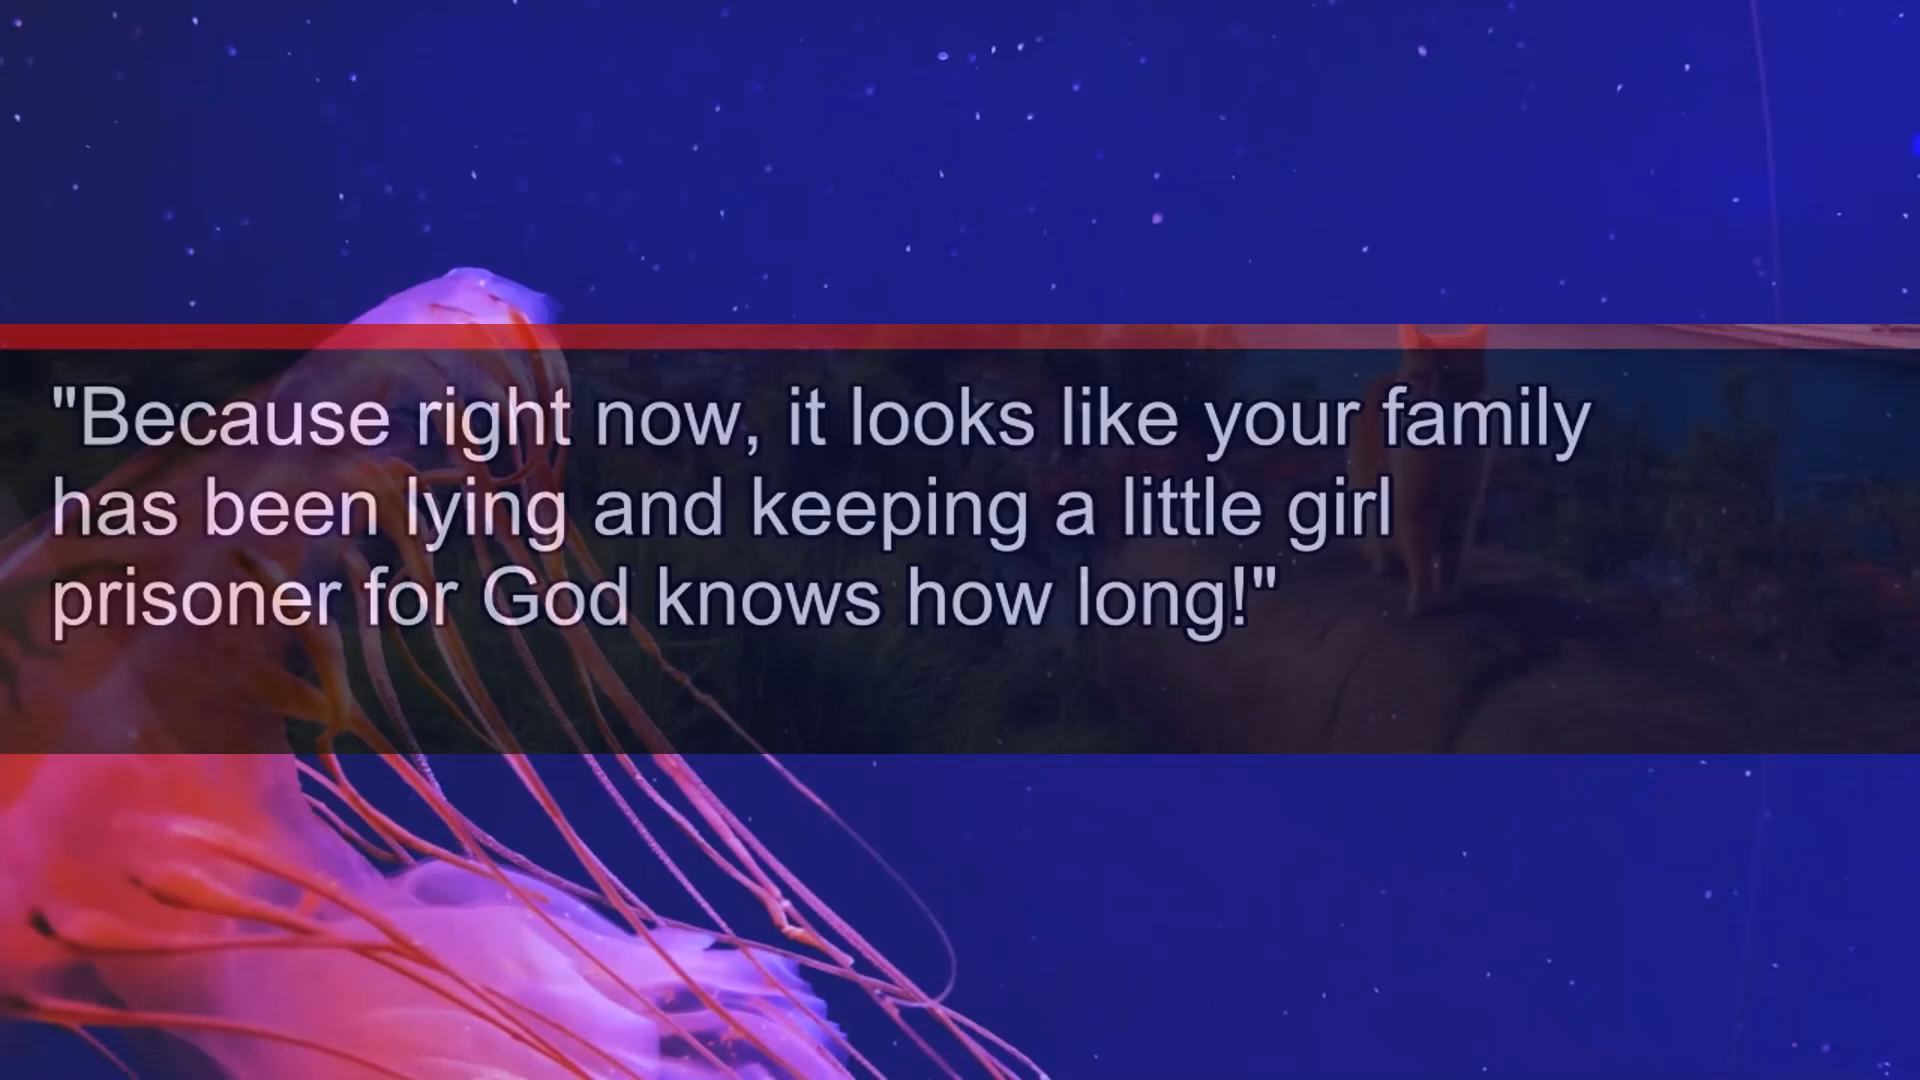 "Because right now, it looks like your family
has been lying and keeping a little girl
prisoner for God knows how long!"